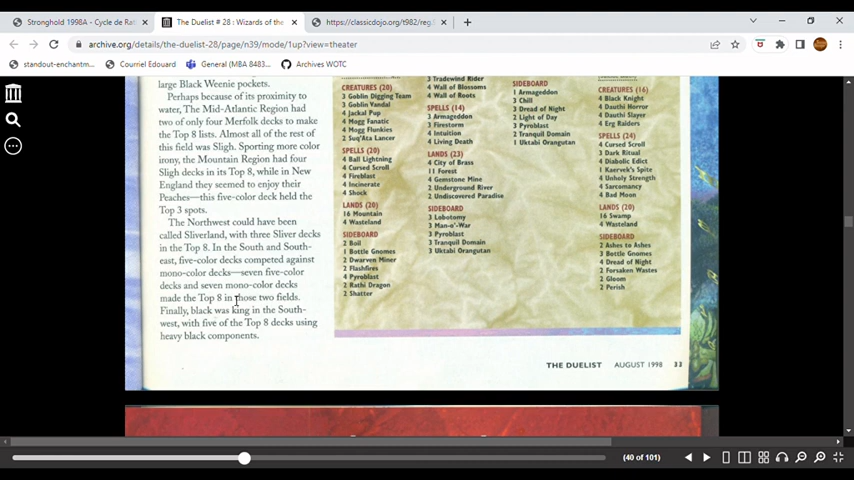 Stronghold 1998A - Cycle de Rat
The Duelist # 28 : Wizards of the
https://classicdojo.org/t982/reg
archive.org/details/the-duelist-28/page/n39/mode/1up?view=theater
standout-enchantm...
Courriel Edouard
General (MBA 8369 A...
Archives WOTC
large Black Weenie pockets.
Perhaps because of its proximity to
water, The Mid-Atlantic Region had
two of only four Merfolk decks to make
the Top 8 lists. Almost all of the rest of
this field was Sligh. Sporting more color
irony, the Mountain Region had four
Sligh decks in its Top 8, while in New
England they seemed to enjoy their
Peaches—this five-color deck held the
Top 3 spots.
The Northwest could have been
called Sliverland, with three Sliver decks
in the Top 8. In the South and South-
east, five-color decks competed against
mono-color decks—seven five-color
decks and seven mono-color decks
made the Top 8 in those two fields.
Finally, black was king in the South-
west, with five of the Top 8 decks using
heavy black components.
CREATURES (20)
3 Goblin Digging Team
3 Goblin Vandal
4 Jackal Pup
4 Mogg Fanatic
4 Mogg Flunkies
2 Suq'Ata Lancer
SPELLS (20)
4 Ball Lightning
4 Cursed Scroll
4 Fireblast
4 Incinerate
4 Shock
LANDS (20)
16 Mountain
4 Wasteland
SIDEBOARD
2 Boil
1 Bottle Gnomes
2 Dwarven Miner
2 Flashfires
4 Pyroblast
2 Rathi Dragon
2 Shatter
3 Tradewind Rider
4 Wall of Blossoms
4 Wall of Roots
SPELLS (14)
3 Armageddon
3 Firestorm
4 Intuition
4 Living Death
LANDS (23)
4 City of Brass
11 Forest
4 Gemstone Mine
2 Underground River
2 Undiscovered Paradise
SIDEBOARD
3 Lobotomy
3 Man-o'-War
3 Pyroblast
3 Tranquil Domain
3 Uktabi Orangutan
SIDEBOARD
1 Armageddon
3 Chill
3 Dread of Night
2 Light of Day
3 Pyroblast
2 Tranquil Domain
1 Uktabi Orangutan
CREATURES (16)
4 Black Knight
4 Dauthi Horror
4 Dauthi Slayer
4 Erg Raiders
SPELLS (24)
4 Cursed Scroll
3 Dark Ritual
4 Diabolic Edict
1 Kaervek's Spite
4 Unholy Strength
4 Sarcomancy
4 Bad Moon
LANDS (20)
16 Swamp
4 Wasteland
SIDEBOARD
2 Ashes to Ashes
3 Bottle Gnomes
4 Dread of Night
2 Forsaken Wastes
2 Gloom
2 Perish
THE DUELIST AUGUST 1998 33
(40 of 101)